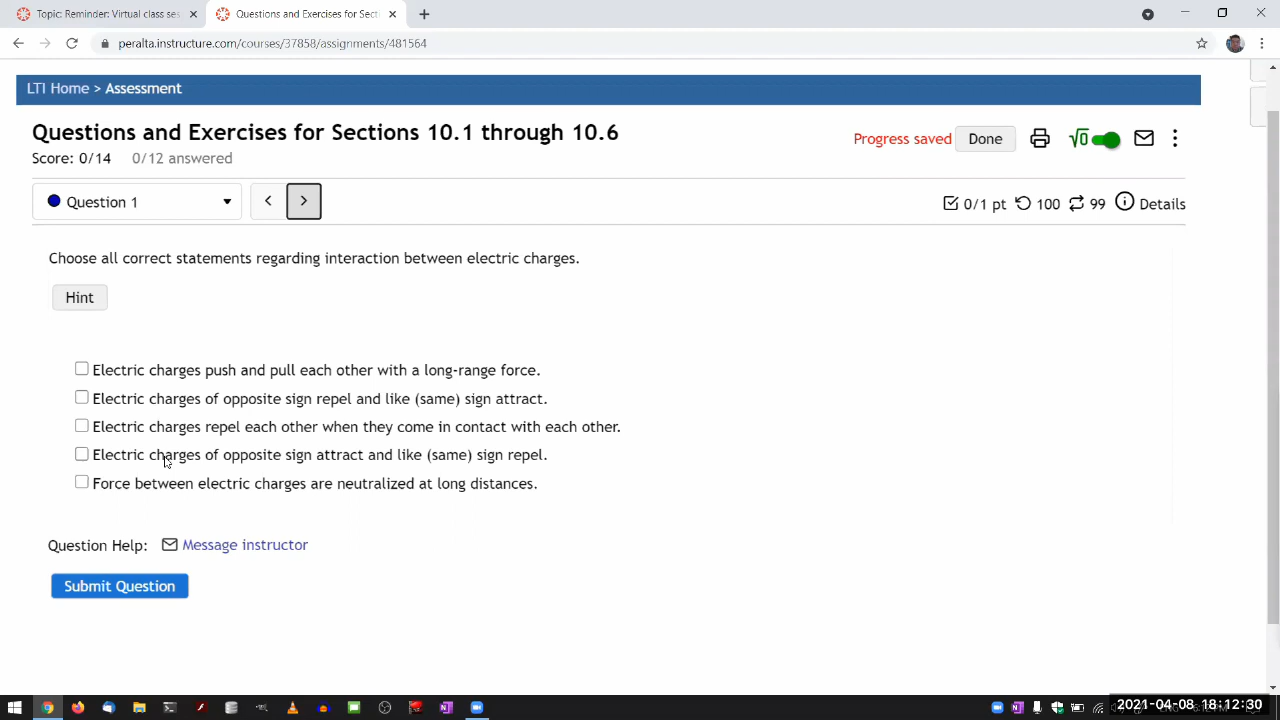 Topic: Reminder: Virtual class se
Questions and Exercises for Sect
peralta.instructure.com/courses/37858/assignments/481564
LTI Home > Assessment
Questions and Exercises for Sections 10.1 through 10.6
Score: 0/14 0/12 answered
Progress saved Done √0
Question 1
0/1 pt 100 99 Details
Choose all correct statements regarding interaction between electric charges.
Hint
Electric charges push and pull each other with a long-range force.
Electric charges of opposite sign repel and like (same) sign attract.
Electric charges repel each other when they come in contact with each other.
Electric charges of opposite sign attract and like (same) sign repel.
Force between electric charges are neutralized at long distances.
Question Help: Message instructor
Submit Question
2021-04-08 18:12:30